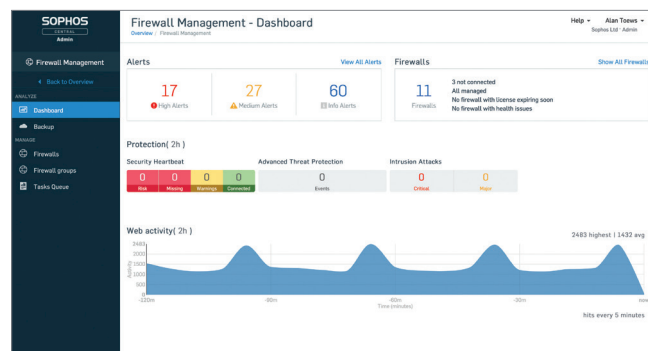 SOPHOS
CENTRAL
Admin
Firewall Management
Back to Overview
ANALYZE
Dashboard
Backup
MANAGE
Firewalls
Firewall groups
Tasks Queue
Firewall Management - Dashboard
Overview / Firewall Management
Help
Alan Toews
Sophos Ltd · Admin
Alerts
View All Alerts
17
High Alerts
27
Medium Alerts
60
Info Alerts
Firewalls
Show All Firewalls
11
Firewalls
3 not connected
All managed
No firewall with license expiring soon
No firewall with health issues
Protection( 2h )
Security Heartbeat
0
Risk
0
Missing
0
Warnings
0
Connected
Advanced Threat Protection
0
Events
Intrusion Attacks
0
Critical
0
Major
Web activity( 2h )
2483 highest | 1432 avg
Activity
2483
2000
1500
1000
500
0
-60m
-30m
now
Time (minutes)
hits every 5 minutes